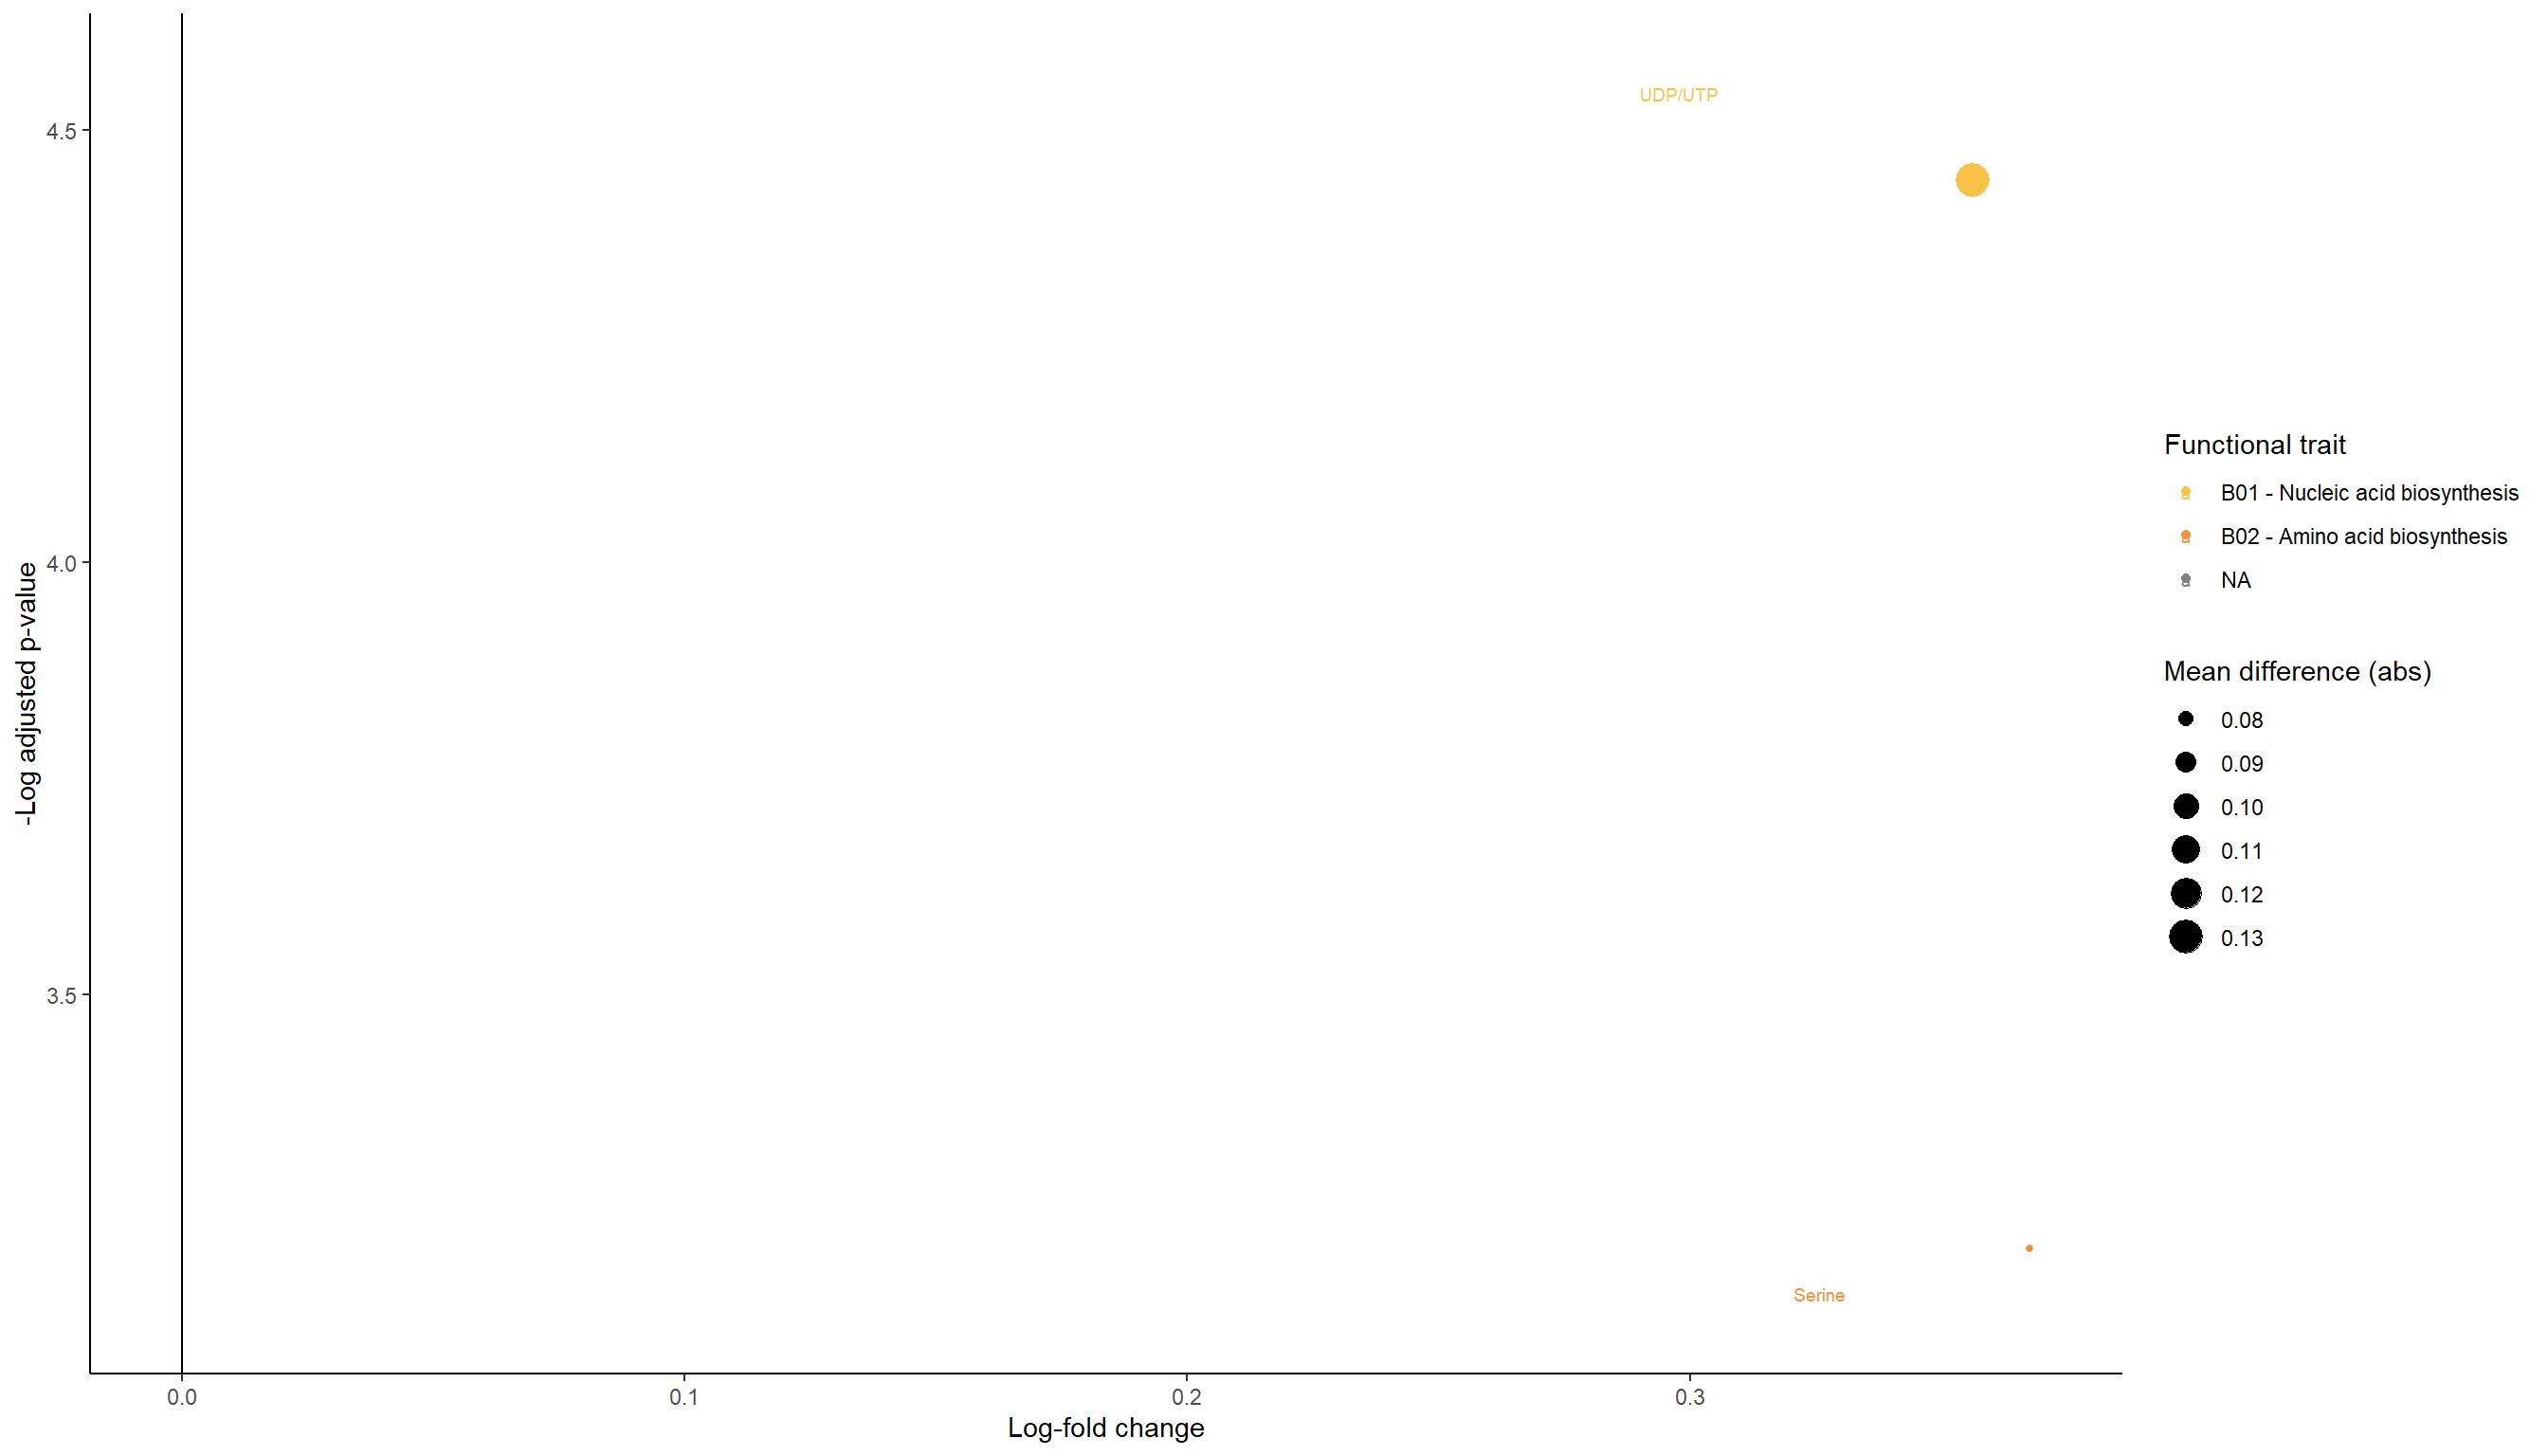 UDP/UTP
4.5
4.0
3.5
-Log adjusted p-value
Serine
0.0 0.1 0.2 0.3
Log-fold change
Functional trait
a B01 - Nucleic acid biosynthesis
a B02 - Amino acid biosynthesis
a NA
Mean difference (abs)
0.08
0.09
0.10
0.11
0.12
0.13